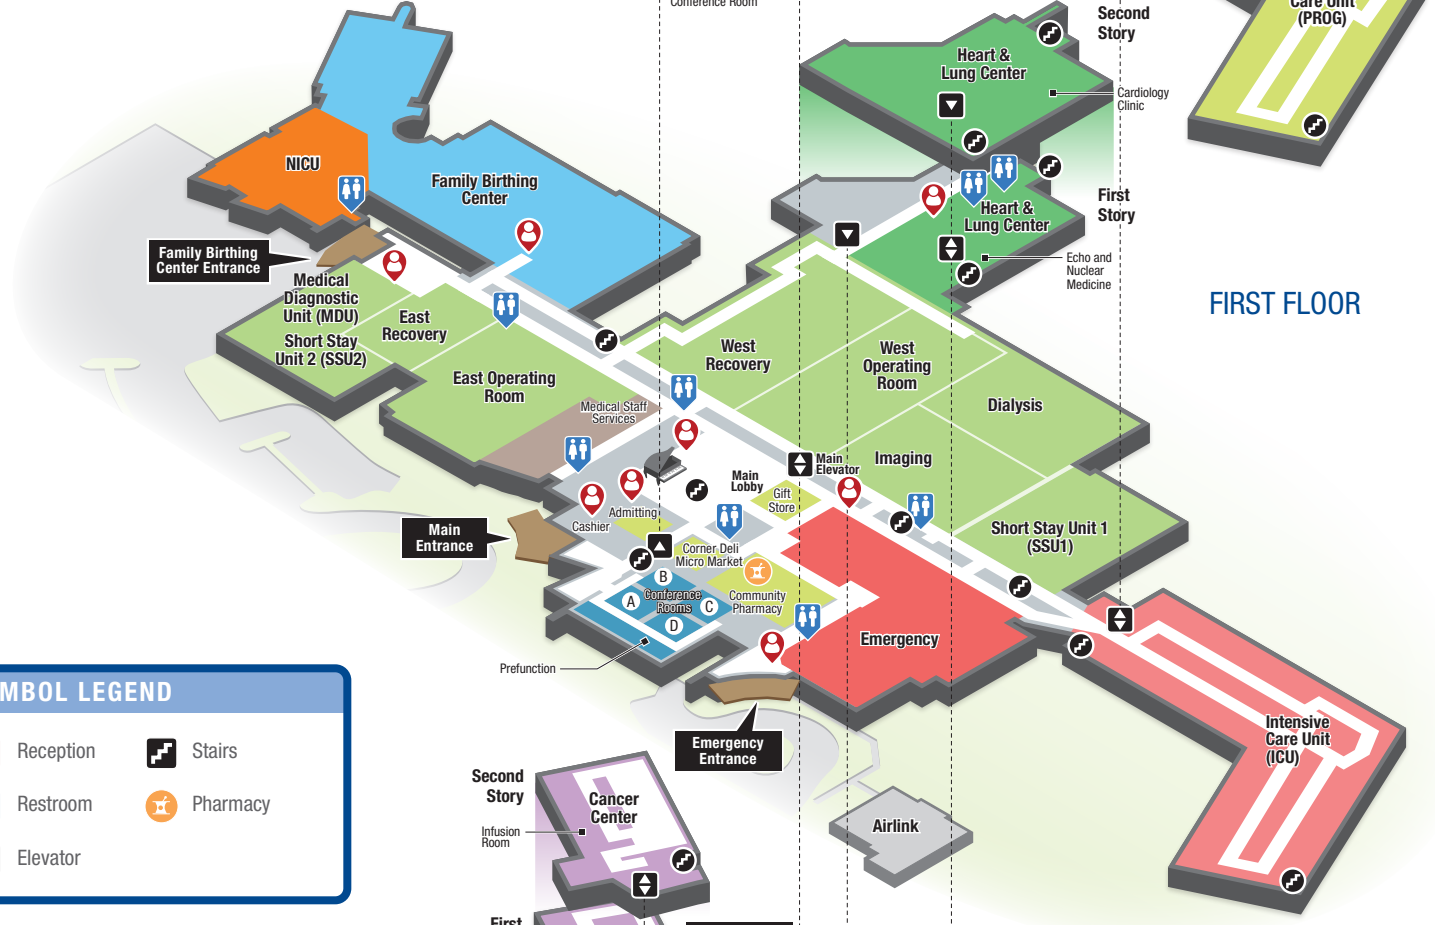 Conference Room
Care Unit
(PROG)
Second
Story
Heart &
Lung Center
Cardiology
Clinic
NICU
Family Birthing
Center
First
Story
Heart &
Lung Center
Echo and
Nuclear
Medicine
FIRST FLOOR
Family Birthing
Center Entrance
Medical
Diagnostic
Unit (MDU)
Short Stay
Unit 2 (SSU2)
East
Recovery
East Operating
Room
West
Recovery
West
Operating
Room
Dialysis
Medical Staff
Services
Imaging
Main
Elevator
Main
Lobby
Gift
Store
Admitting
Cashier
Main
Entrance
Short Stay Unit 1
(SSU1)
Corner Deli
Micro Market
Community
Pharmacy
B
A
Conference
Rooms
C
D
Emergency
Prefunction
Emergency
Entrance
Intensive
Care Unit
(ICU)
MBOL LEGEND
Reception
Stairs
Restroom
Pharmacy
Elevator
Second
Story
Cancer
Center
Infusion
Room
Airlink
First